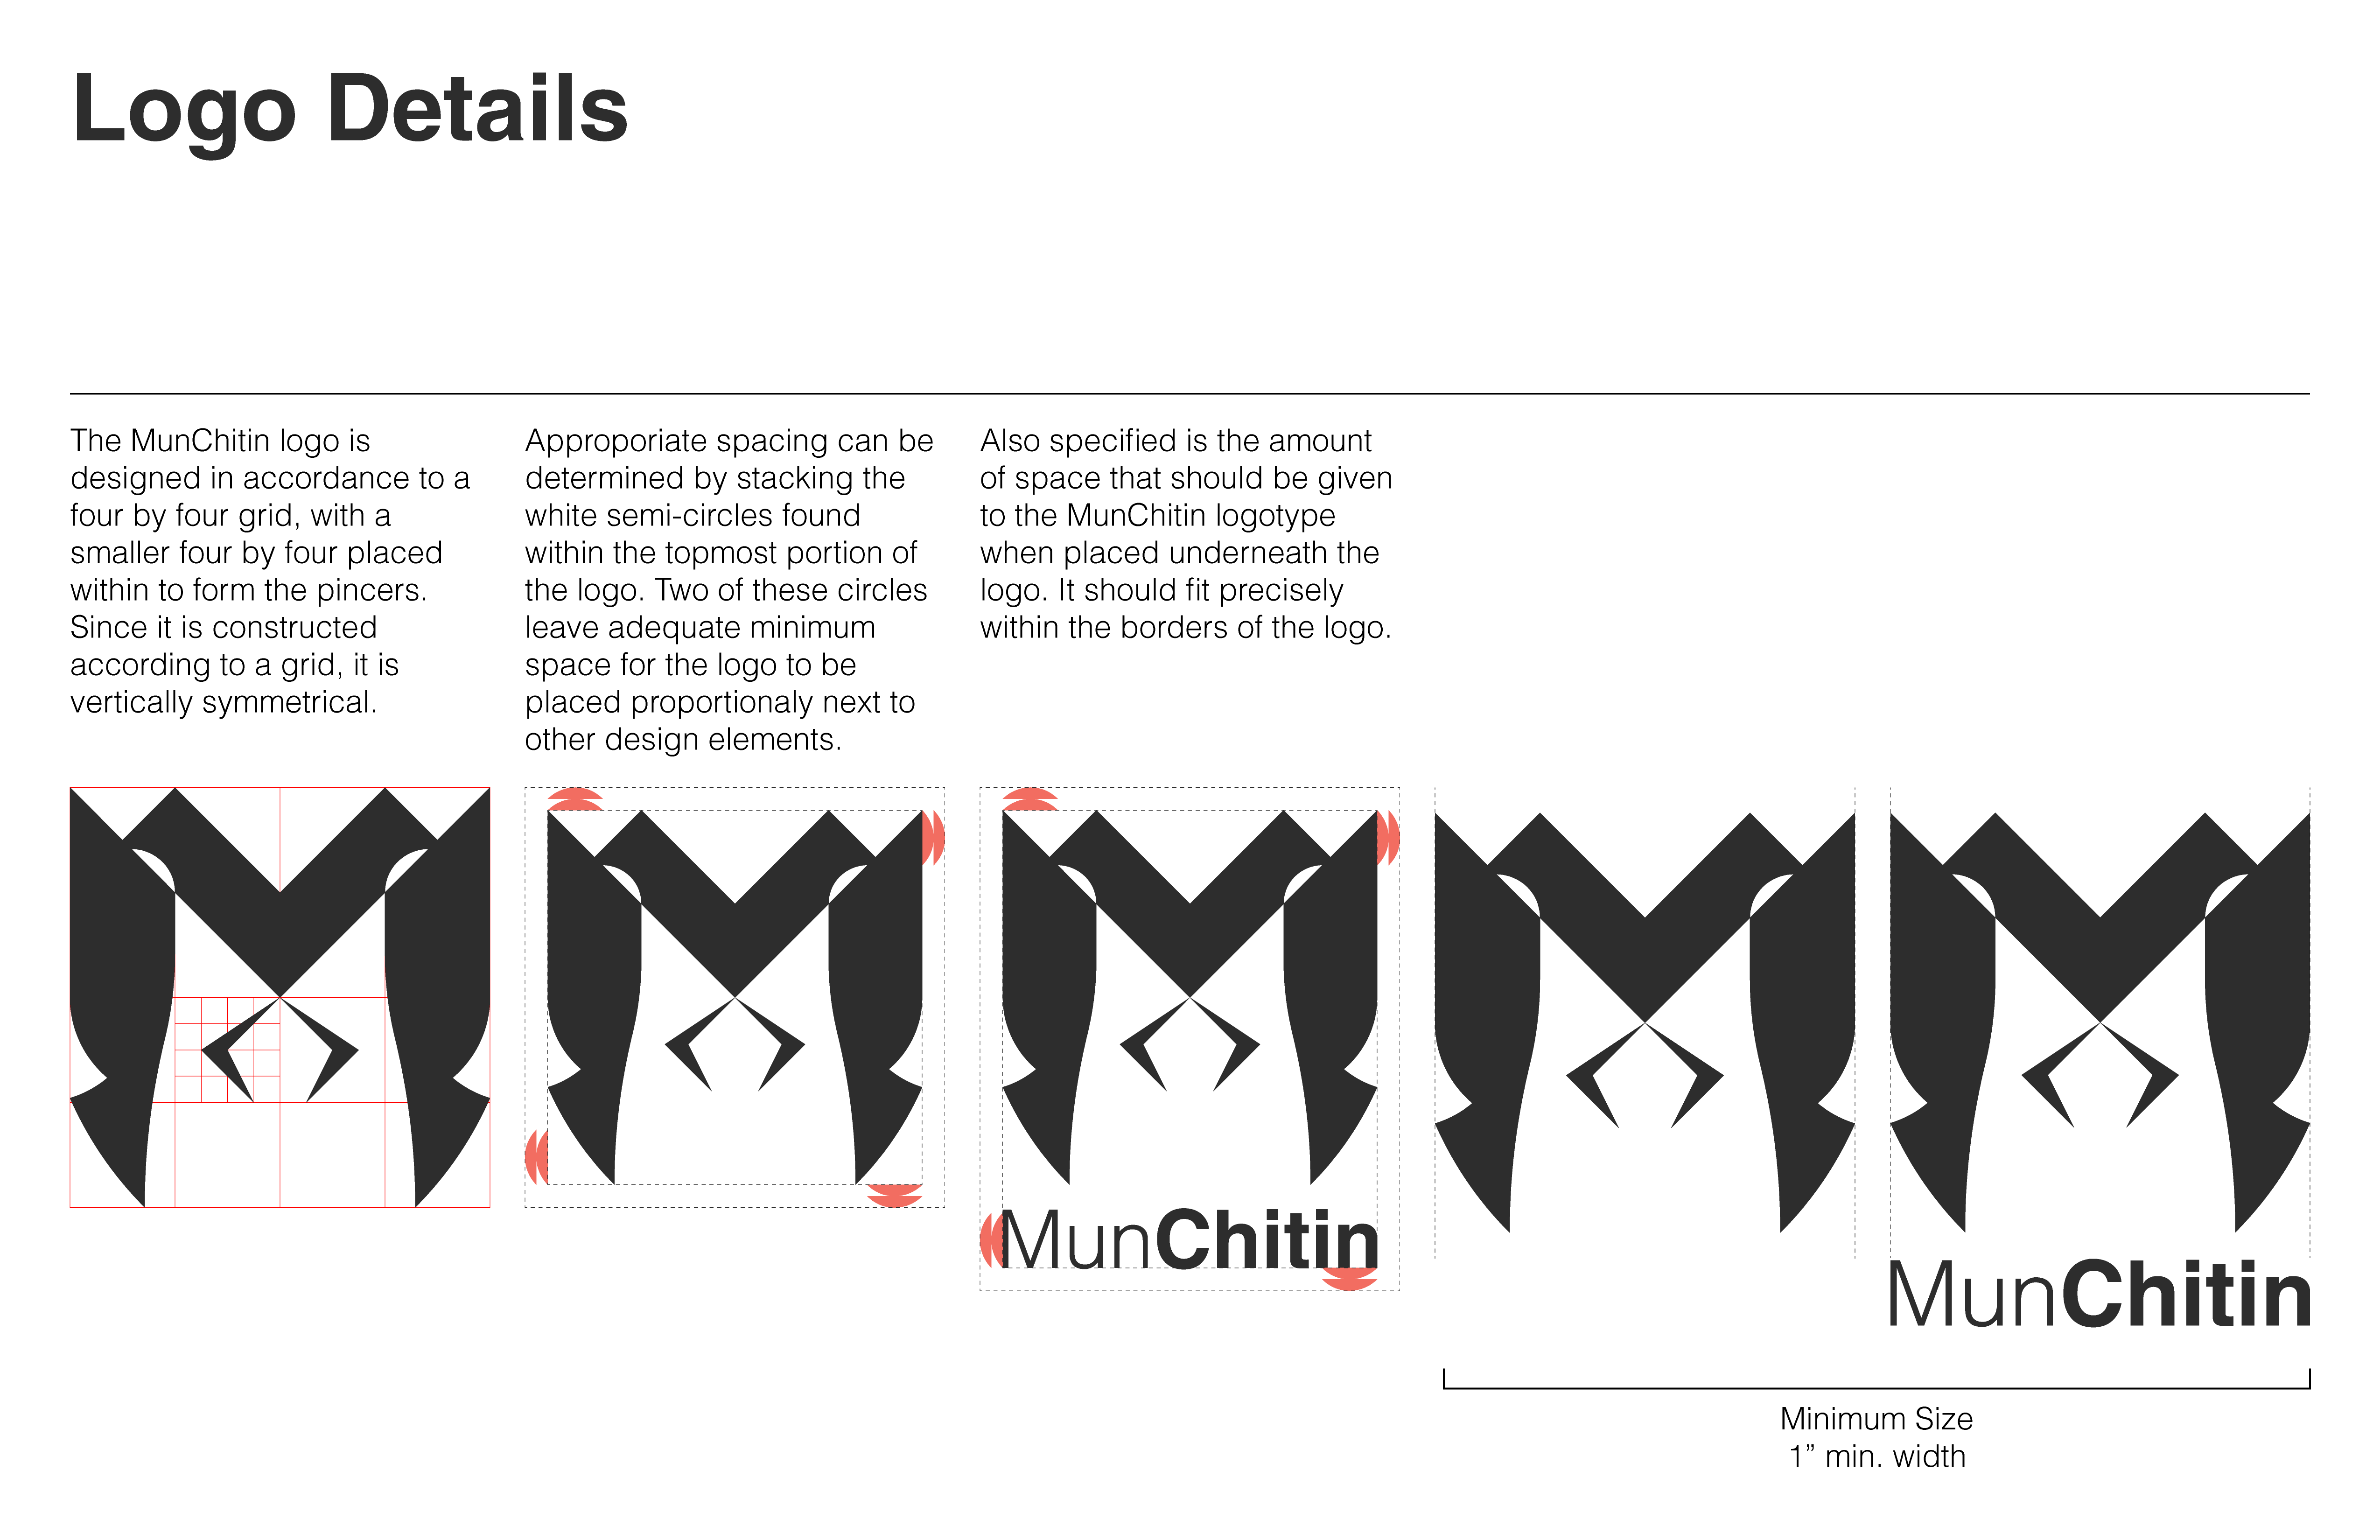 Logo Details
The MunChitin logo is
designed in accordance to a
four by four grid, with a
smaller four by four placed
within to form the pincers.
Since it is constructed
according to a grid, it is
vertically symmetrical.
Approporiate spacing can be
determined by stacking the
white semi-circles found
within the topmost portion of
the logo. Two of these circles
leave adequate minimum
space for the logo to be
placed proportionaly next to
other design elements.
Also specified is the amount
of space that should be given
to the MunChitin logotype
when placed underneath the
logo. It should fit precisely
within the borders of the logo.
MunChitin
MunChitin
Minimum Size
1” min. width